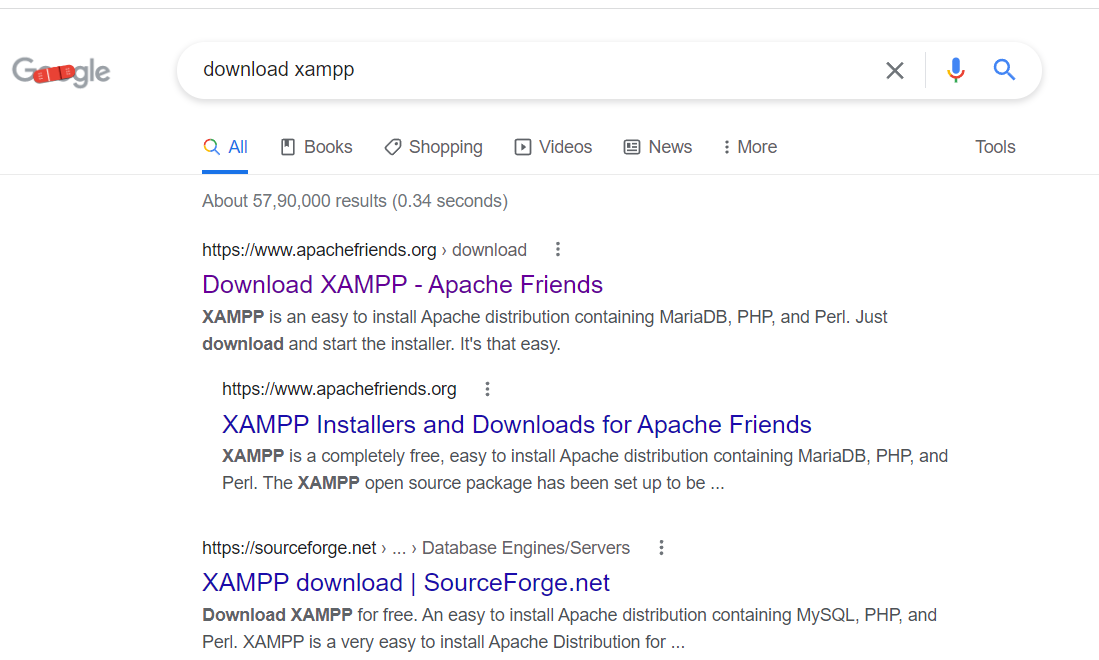 Google
download xampp
All Books Shopping Videos News More Tools
About 57,90,000 results (0.34 seconds)
https://www.apachefriends.org › download
Download XAMPP - Apache Friends
XAMPP is an easy to install Apache distribution containing MariaDB, PHP, and Perl. Just
download and start the installer. It's that easy.
https://www.apachefriends.org
XAMPP Installers and Downloads for Apache Friends
XAMPP is a completely free, easy to install Apache distribution containing MariaDB, PHP, and
Perl. The XAMPP open source package has been set up to be ...
https://sourceforge.net › ... › Database Engines/Servers
XAMPP download | SourceForge.net
Download XAMPP for free. An easy to install Apache distribution containing MySQL, PHP, and
Perl. XAMPP is a very easy to install Apache Distribution for ...